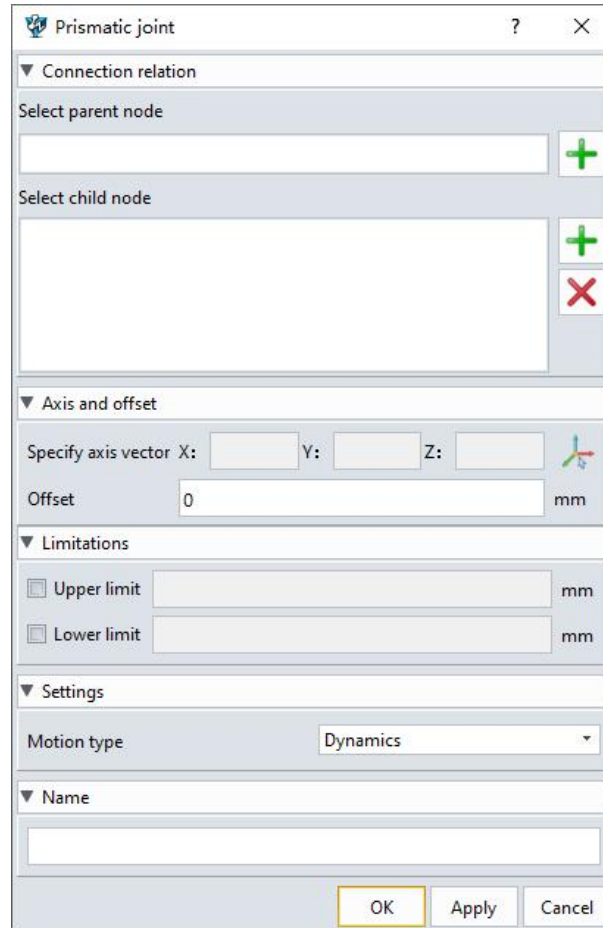 Prismatic joint ?
Connection relation
Select parent node
Select child node
Axis and offset
Specify axis vector X: Y: Z:
Offset 0 mm
Limitations
Upper limit mm
Lower limit mm
Settings
Motion type Dynamics
Name
OK Apply Cancel